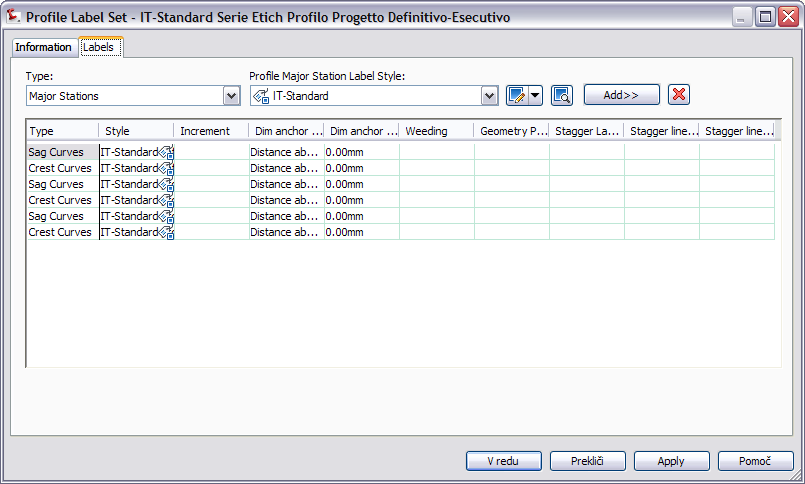 Profile Label Set - IT-Standard Serie Etich Profilo Progetto Definitivo-Esecutivo
Information Labels
Type: Profile Major Station Label Style:
Major Stations IT-Standard Add>>
Type Style Increment Dim anchor ... Dim anchor ... Weeding Geometry P... Stagger La... Stagger line... Stagger line...
Sag Curves IT-Standard Distance ab... 0.00mm
Crest Curves IT-Standard Distance ab... 0.00mm
Sag Curves IT-Standard Distance ab... 0.00mm
Crest Curves IT-Standard Distance ab... 0.00mm
Sag Curves IT-Standard Distance ab... 0.00mm
Crest Curves IT-Standard Distance ab... 0.00mm
V redu Prekliči Apply Pomoč